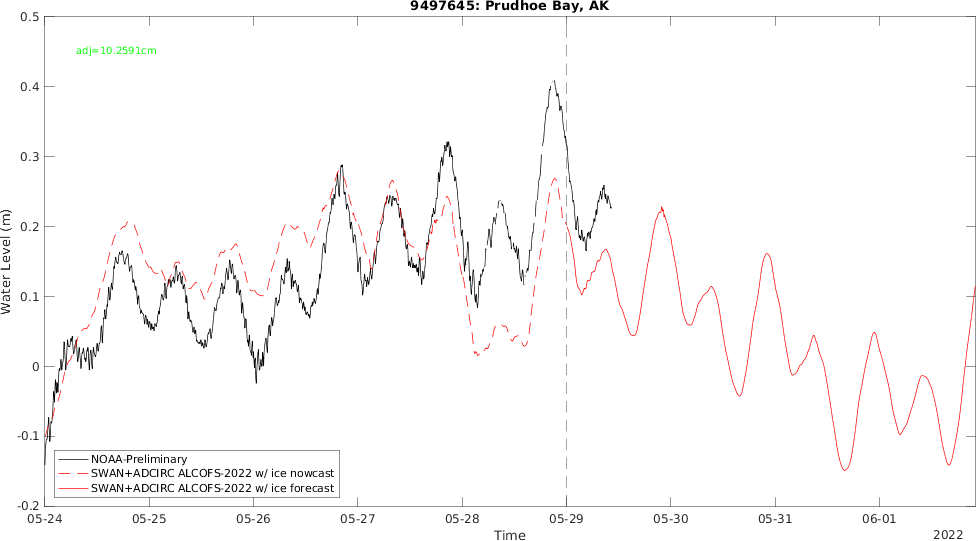 9497645: Prudhoe Bay, AK
adj=10.2591cm
Water Level (m)
0.5
0.4
0.3
0.2
0.1
0
-0.1
-0.2
NOAA-Preliminary
SWAN+ADCIRC ALCOFS-2022 w/ ice nowcast
SWAN+ADCIRC ALCOFS-2022 w/ ice forecast
05-24 05-25 05-26 05-27 05-28 05-29 05-30 05-31 06-01
Time
2022